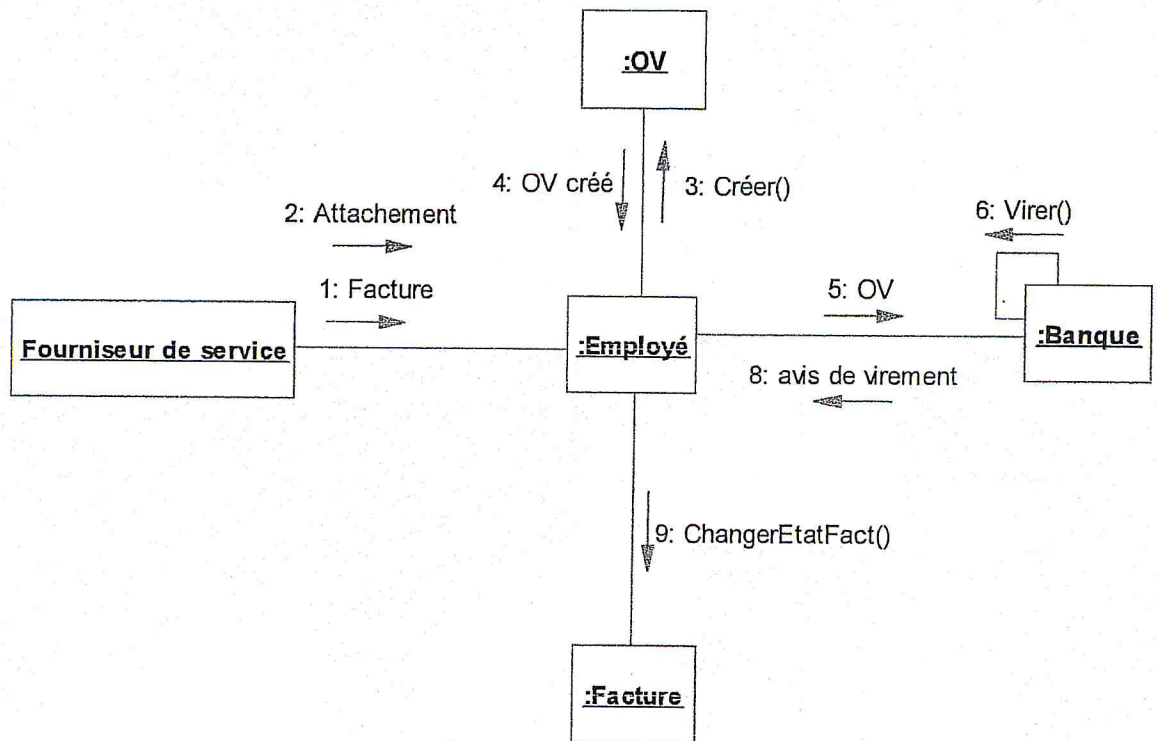 :OV
4: OV créé
3: Créer()
2: Attachement
6: Virer()
1: Facture
5: OV
Fourniseur de service
:Employé
:Banque
8: avis de virement
9: ChangerEtatFact()
:Facture